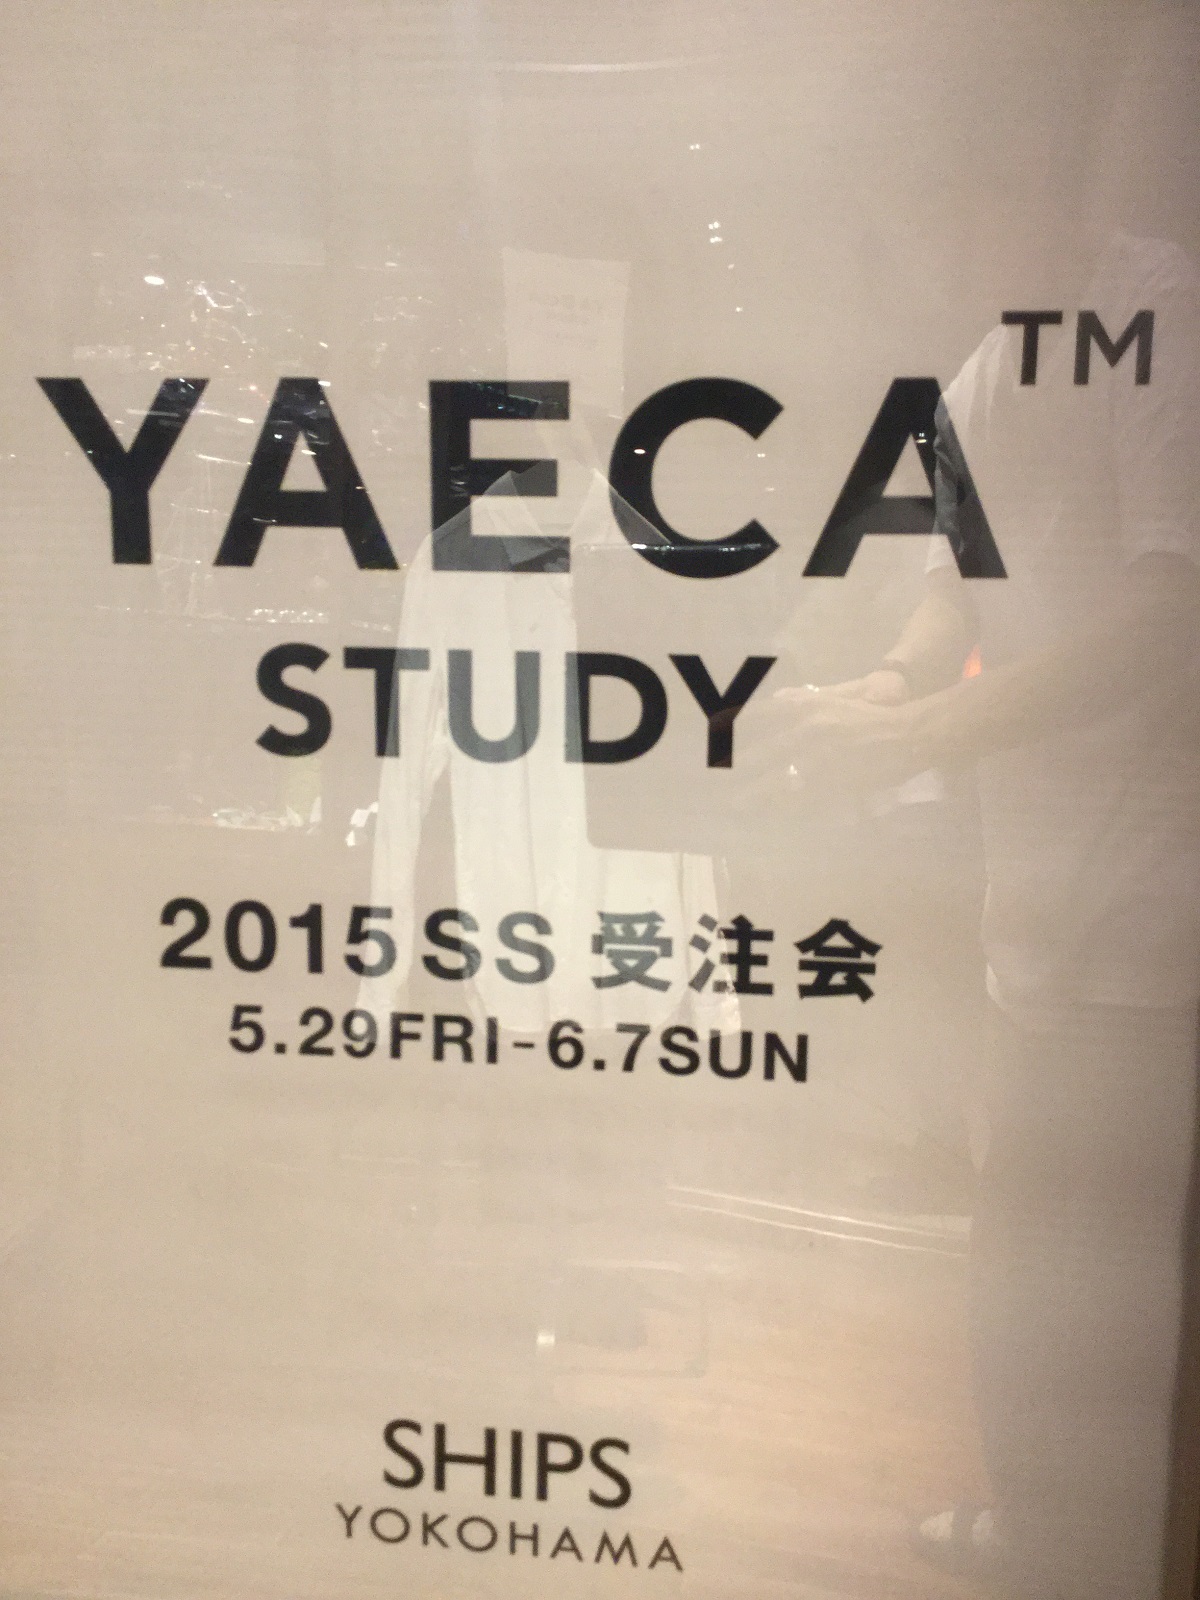 YAECA™
STUDY
2015SS 受注会
5.29FRI-6.7SUN
SHIPS
YOKOHAMA